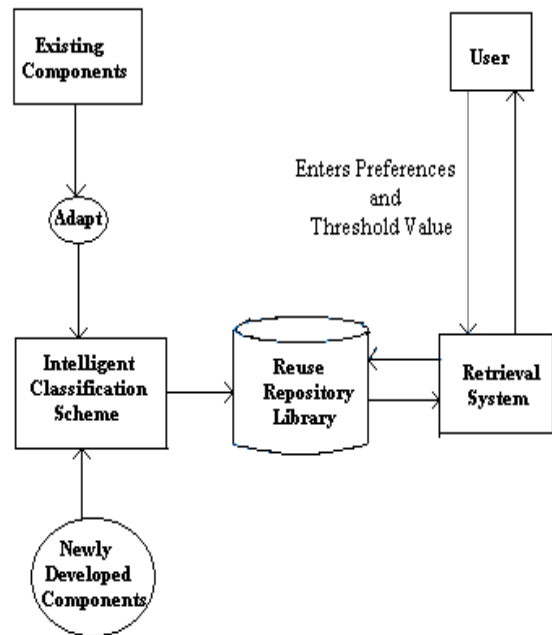 Existing
Components
User
Enters Preferences
and
Threshold Value
Adapt
Intelligent
Classification
Scheme
Reuse
Repository
Library
Retrieval
System
Newly
Developed
Components